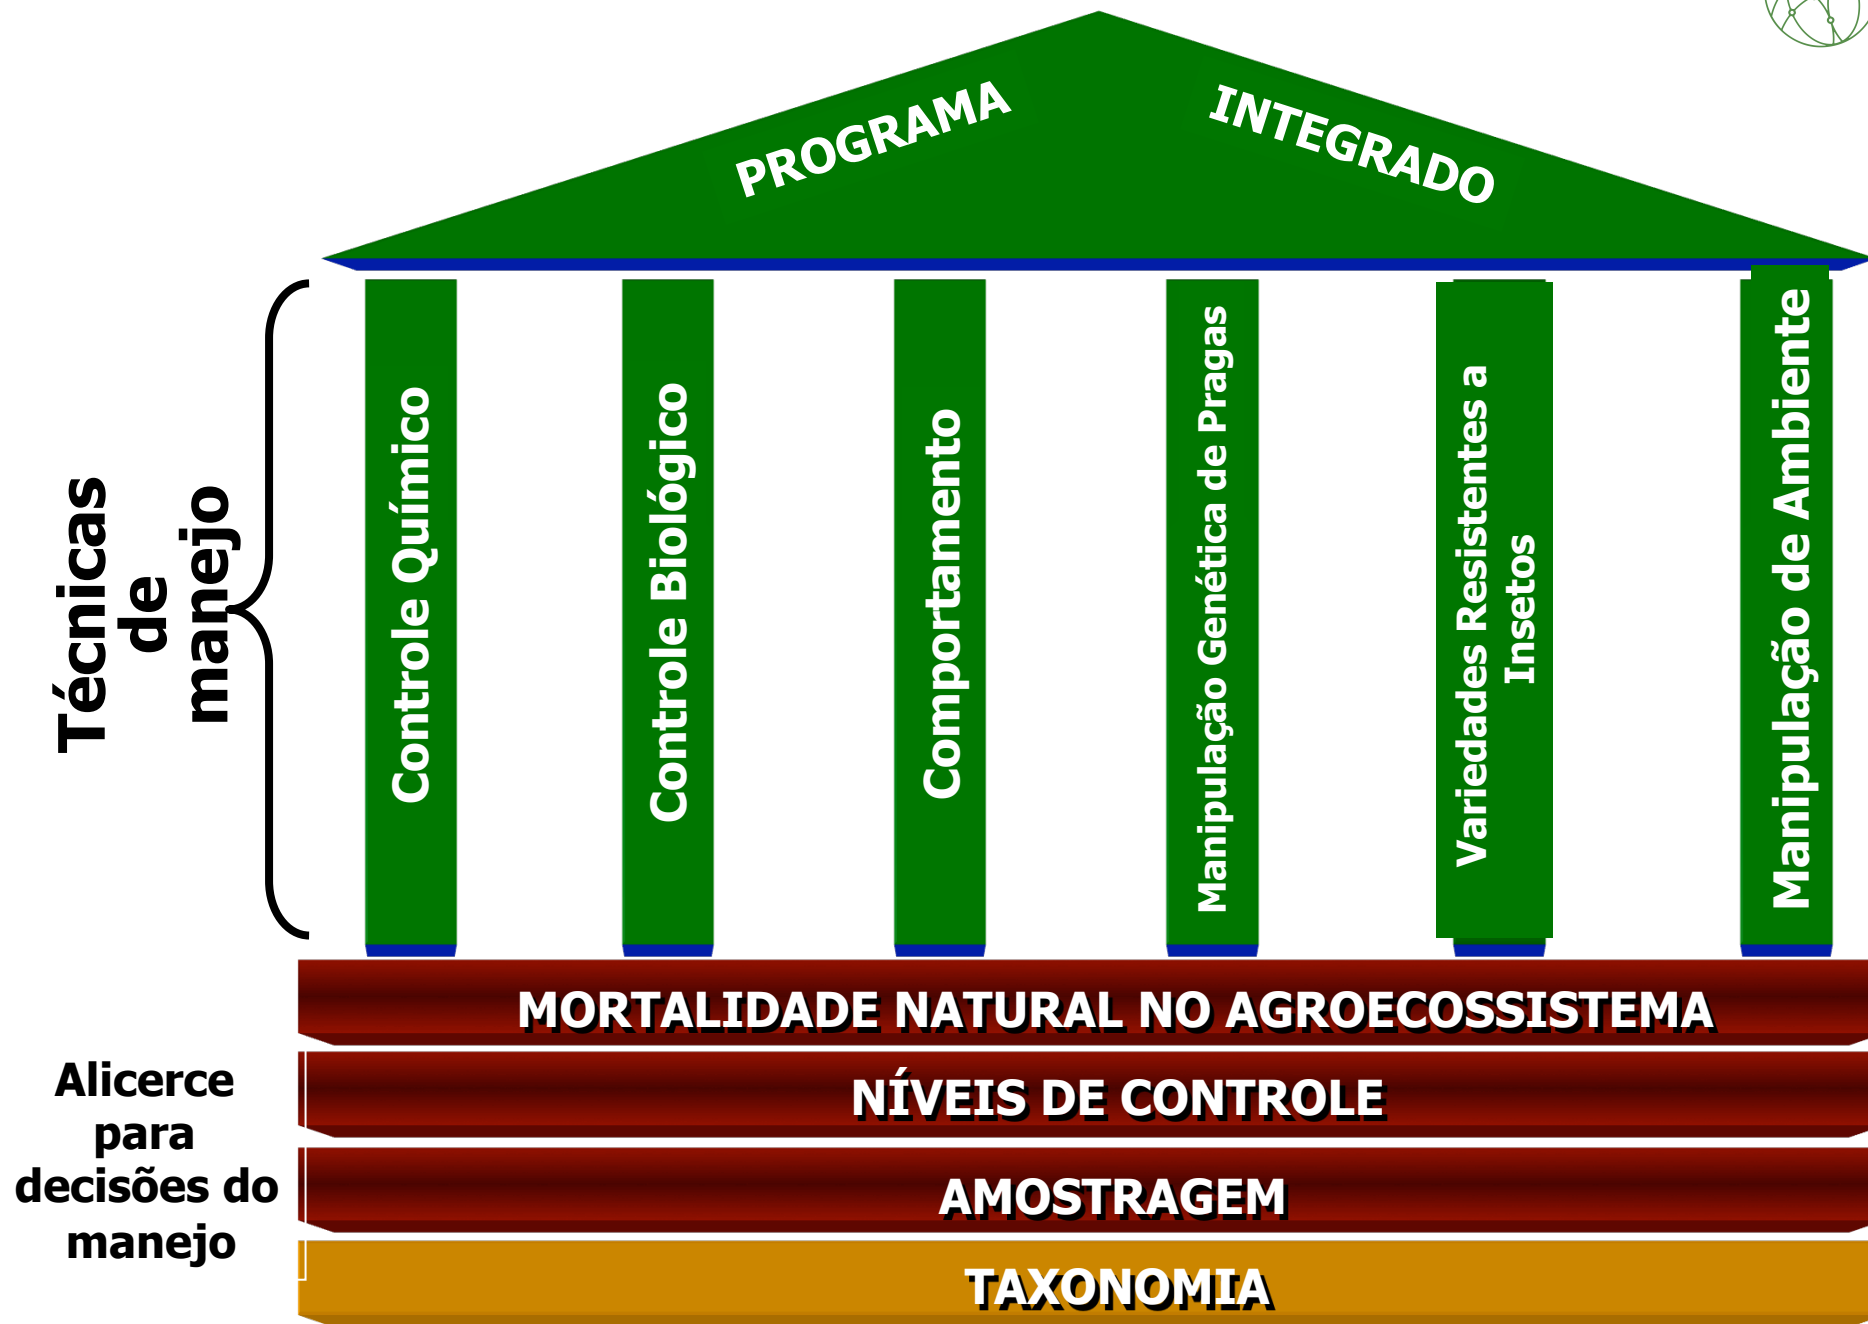 PROGRAMA INTEGRADO
Técnicas
de
manejo
Controle Químico
Controle Biológico
Comportamento
Manipulação Genética de Pragas
Variedades Resistentes a
Insetos
Manipulação de Ambiente
MORTALIDADE NATURAL NO AGROECOSSISTEMA
NÍVEIS DE CONTROLE
AMOSTRAGEM
TAXONOMIA
Alicerce
para
decisões do
manejo